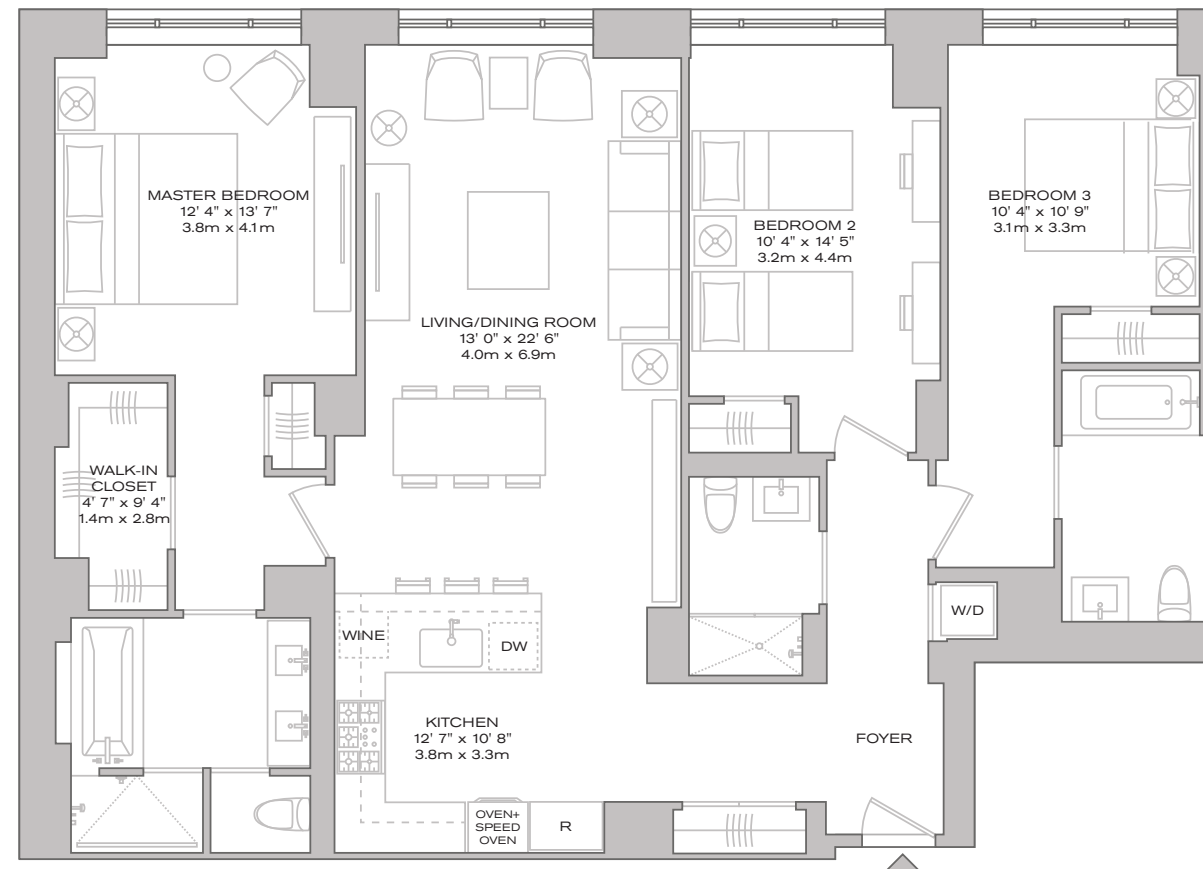 MASTER BEDROOM
12' 4" x 13' 7"
3.8m x 4.1m
LIVING/DINING ROOM
13' 0" x 22' 6"
4.0m x 6.9m
BEDROOM 2
10' 4" x 14' 5"
3.2m x 4.4m
BEDROOM 3
10' 4" x 10' 9"
3.1m x 3.3m
WALK-IN
CLOSET
4' 7" x 9' 4"
1.4m x 2.8m
WINE
DW
W/D
KITCHEN
12' 7" x 10' 8"
3.8m x 3.3m
FOYER
OVEN+
SPEED
OVEN
R